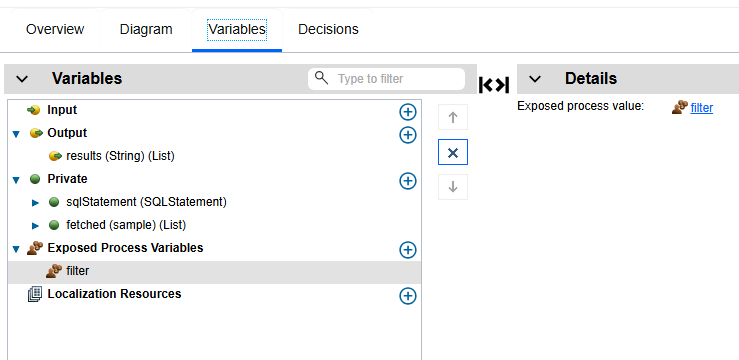 Overview Diagram Variables Decisions
Variables Type to filter
Input
Output
results (String) (List)
Private
sqlStatement (SQLStatement)
fetched (sample) (List)
Exposed Process Variables
filter
Localization Resources
Details
Exposed process value: filter